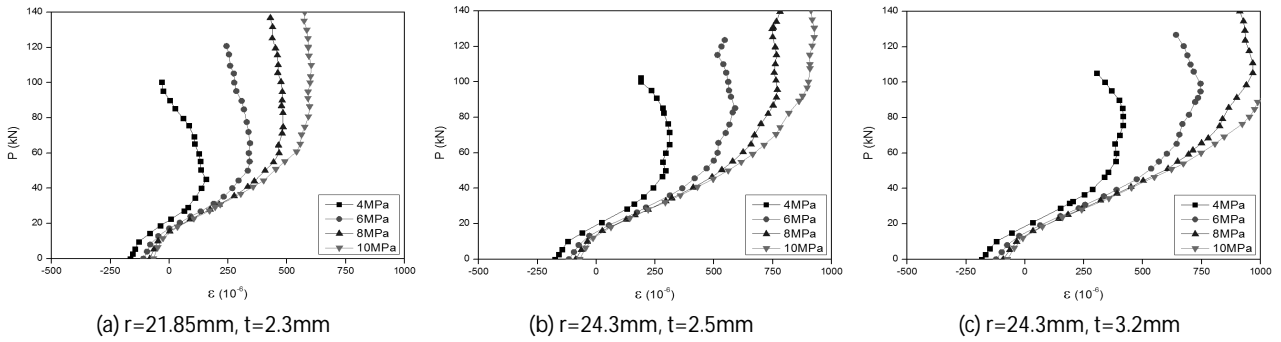 140
120
100
80
60
40
20
0
P (kN)
-500
-250
0
250
500
750
1000
ε (10-6)
4MPa
6MPa
8MPa
10MPa
(a) r=21.85mm, t=2.3mm
140
120
100
80
60
40
20
0
P (kN)
-500
-250
0
250
500
750
1000
ε (10-6)
4MPa
6MPa
8MPa
10MPa
(b) r=24.3mm, t=2.5mm
140
120
100
80
60
40
20
0
P (kN)
-500
-250
0
250
500
750
1000
ε (10-6)
4MPa
6MPa
8MPa
10MPa
(c) r=24.3mm, t=3.2mm